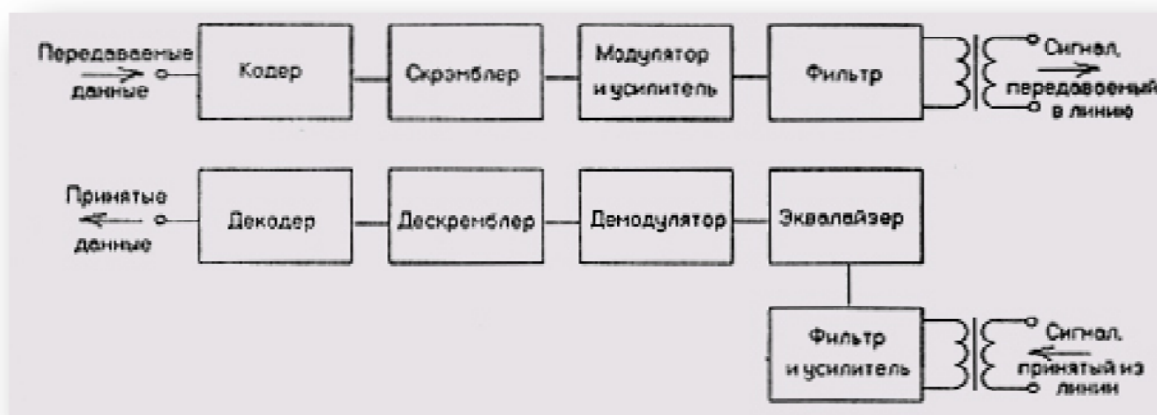 Передаваемые
данные
Кодер
Скрэмблер
Модулятор
и усилитель
Фильтр
Сигнал,
передаваемый
в линию
Принятые
данные
Декодер
Дескремблер
Демодулятор
Эквалайзер
Фильтр
и усилитель
Сигнал,
принятый из
линии